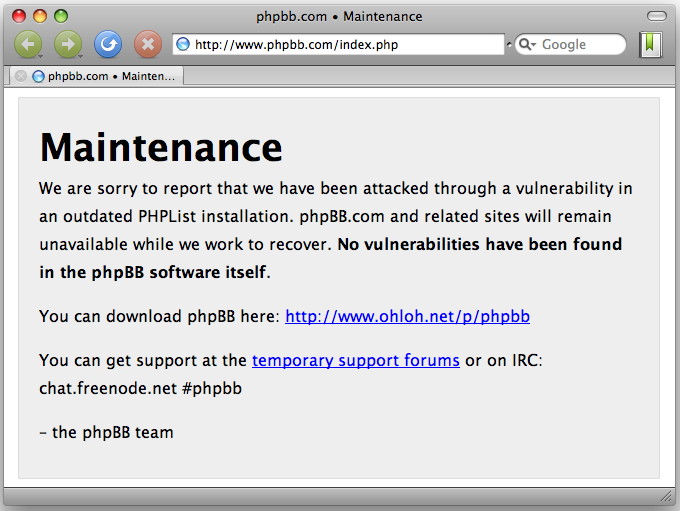 phpbb.com • Maintenance
http://www.phpbb.com/index.php
Google
phpbb.com • Mainten...
Maintenance
We are sorry to report that we have been attacked through a vulnerability in
an outdated PHPList installation. phpBB.com and related sites will remain
unavailable while we work to recover. No vulnerabilities have been found
in the phpBB software itself.
You can download phpBB here: http://www.ohloh.net/p/phpbb
You can get support at the temporary support forums or on IRC:
chat.freenode.net #phpbb
– the phpBB team